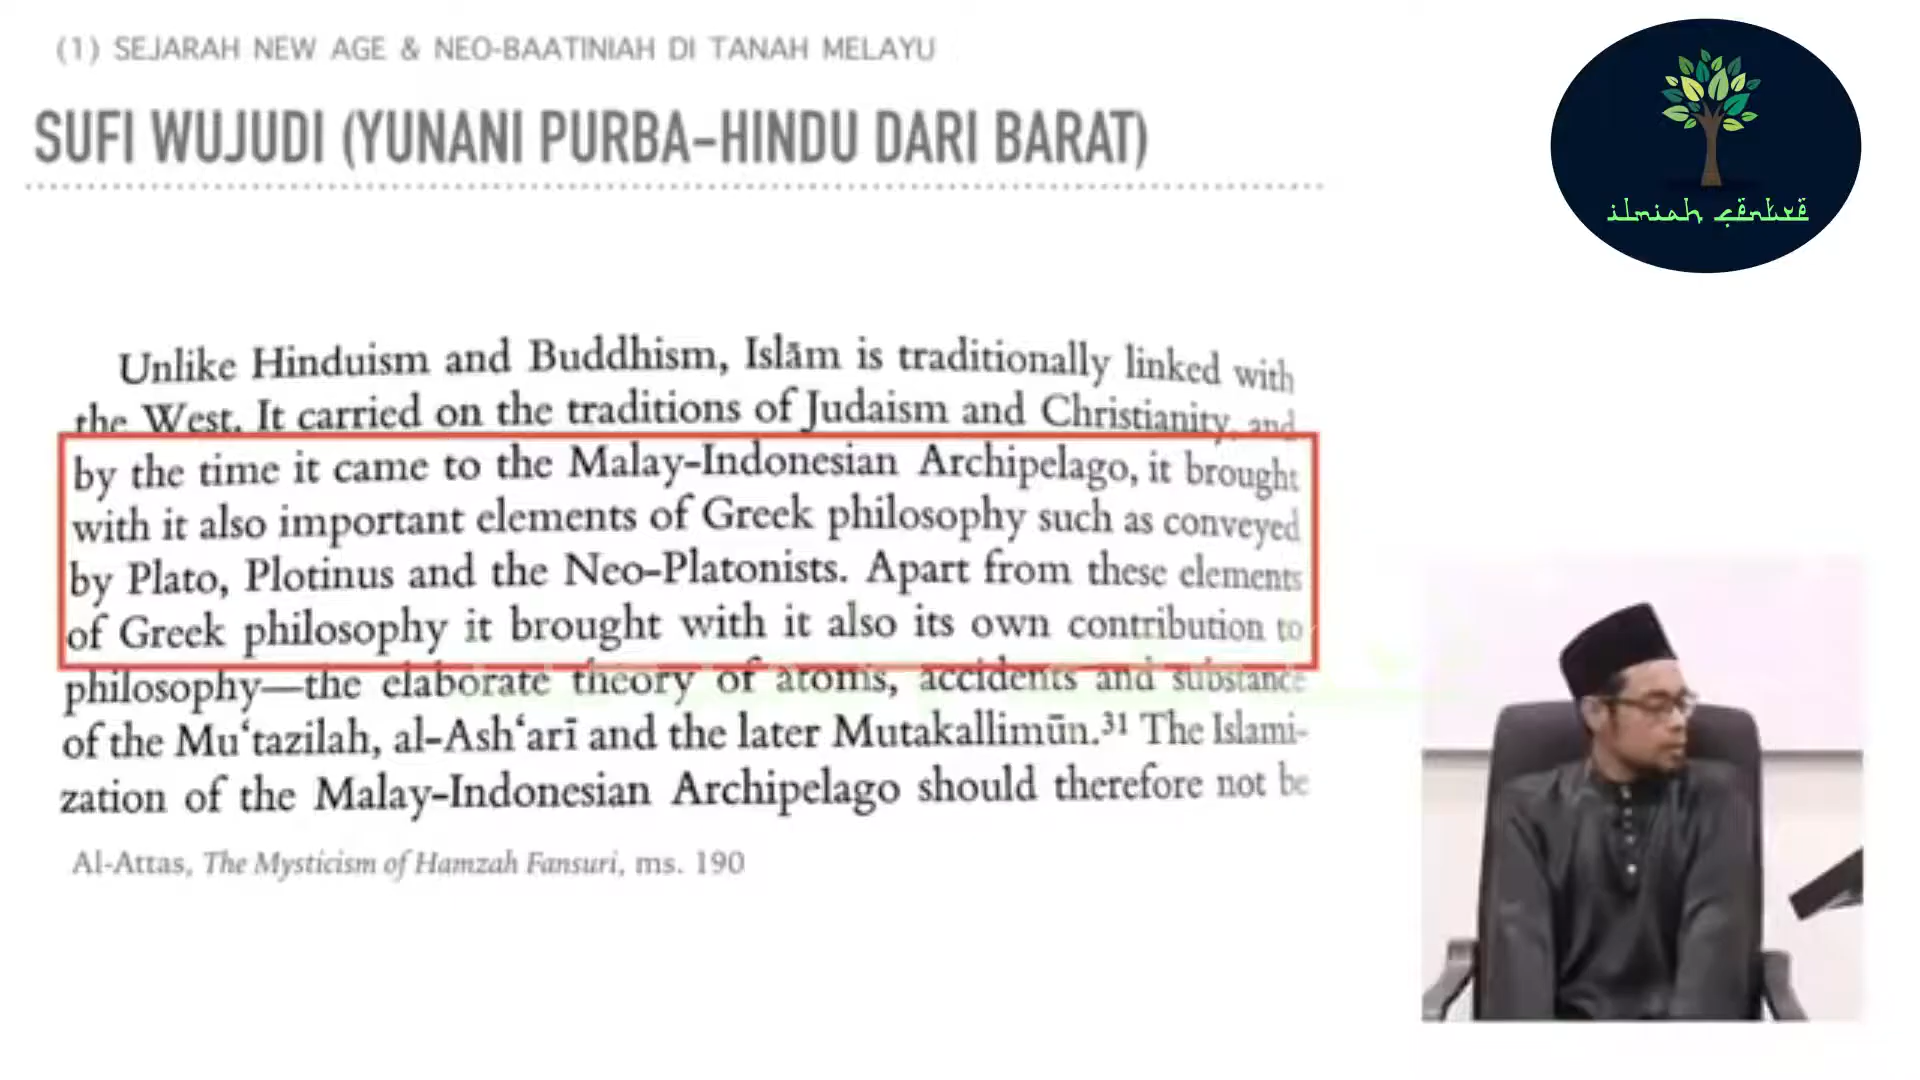 (1) SEJARAH NEW AGE & NEO-BAATINIAH DI TANAH MELAYU
SUFI WUJUDI (YUNANI PURBA-HINDU DARI BARAT)
ilmiah centre
Unlike Hinduism and Buddhism, Islām is traditionally linked with
the West. It carried on the traditions of Judaism and Christianity, and
by the time it came to the Malay-Indonesian Archipelago, it brought
with it also important elements of Greek philosophy such as conveyed
by Plato, Plotinus and the Neo-Platonists. Apart from these elements
of Greek philosophy it brought with it also its own contribution to
philosophy—the elaborate theory of atoms, accidents and substance
of the Mu‘tazilah, al-Ash‘arī and the later Mutakallimūn.³¹ The Islami-
zation of the Malay-Indonesian Archipelago should therefore not be
Al-Attas, The Mysticism of Hamzah Fansuri, ms. 190